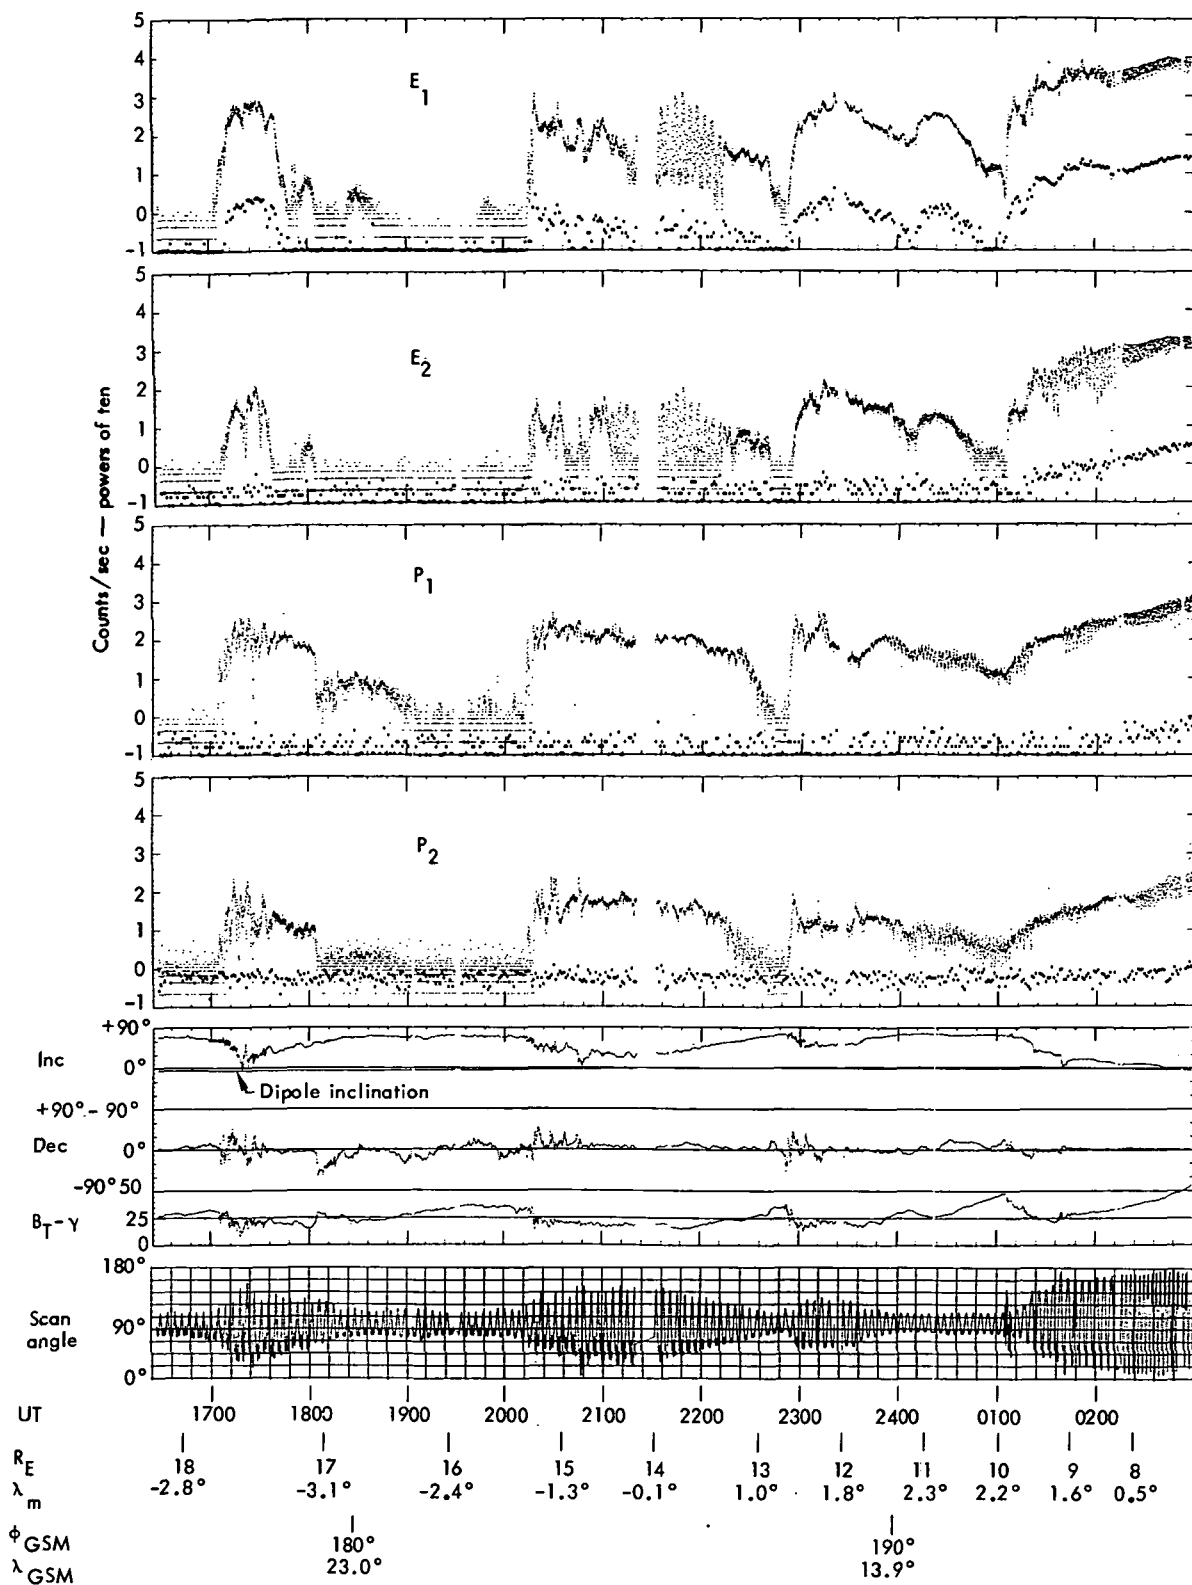 5
4
3
2
1
0
-1
E1
5
4
3
2
1
0
-1
E2
Counts/sec — powers of ten
5
4
3
2
1
0
-1
P1
5
4
3
2
1
0
-1
P2
+90°
Inc
0°
Dipole inclination
+90° - 90°
Dec
0°
-90° 50
BT-γ
25
0
180°
Scan angle
90°
0°
UT 1700 1800 1900 2000 2100 2200 2300 2400 0100 0200
RE 18 17 16 15 14 13 12 11 10 9 8
λm -2.8° -3.1° -2.4° -1.3° -0.1° 1.0° 1.8° 2.3° 2.2° 1.6° 0.5°
ΦGSM 180° 190°
λGSM 23.0° 13.9°